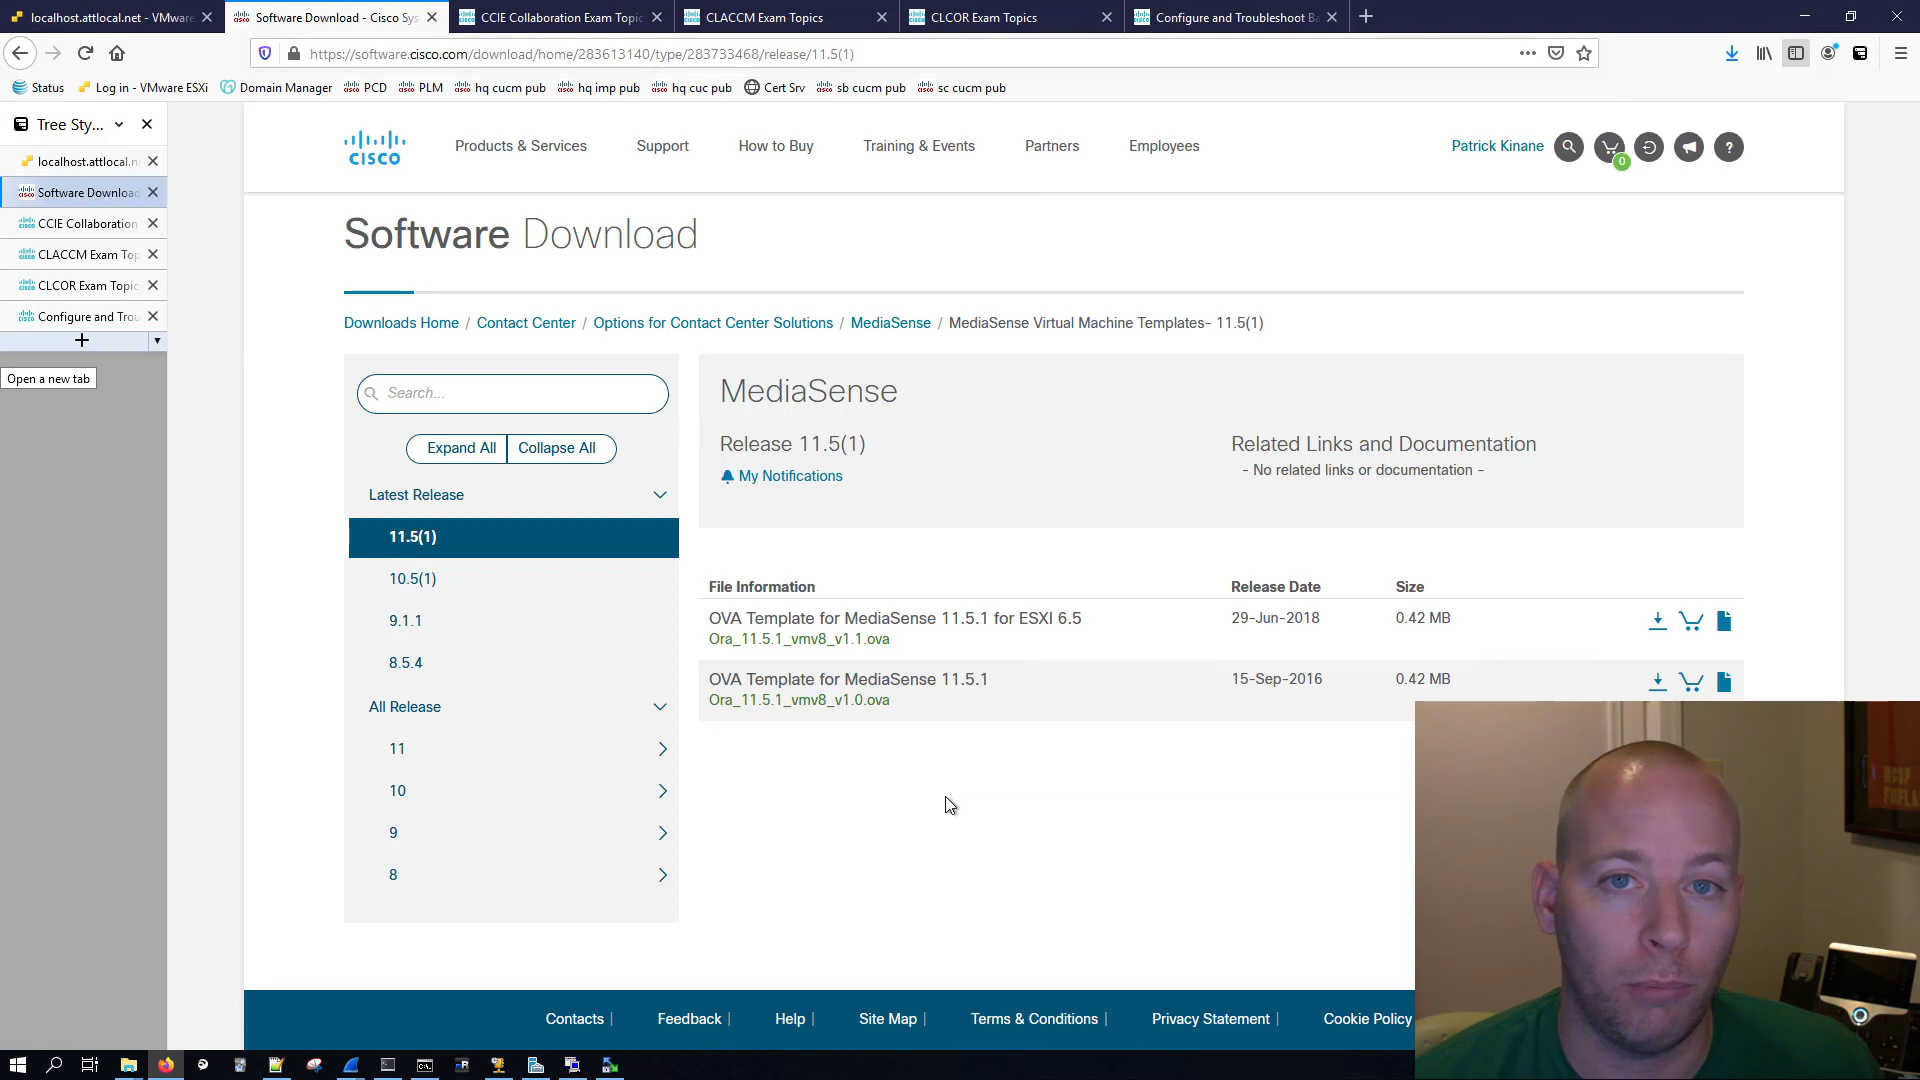 localhost.attlocal.net - VMware
Software Download - Cisco Sys
CCIE Collaboration Exam Topic
CLACCM Exam Topics
CLCOR Exam Topics
Configure and Troubleshoot Ba
https://software.cisco.com/download/home/283613140/type/283733468/release/11.5(1)
Status
Log in - VMware ESXi
Domain Manager
PCD
PLM
hq cucm pub
hq imp pub
hq cuc pub
Cert Srv
sb cucm pub
sc cucm pub
Tree Sty...
localhost.attlocal.n
Software Download
CCIE Collaboration
CLACCM Exam Top
CLCOR Exam Topic
Configure and Trou
Open a new tab
CISCO
Products & Services
Support
How to Buy
Training & Events
Partners
Employees
Patrick Kinane
0
Software Download
Downloads Home / Contact Center / Options for Contact Center Solutions / MediaSense / MediaSense Virtual Machine Templates- 11.5(1)
Search...
Expand All
Collapse All
Latest Release
11.5(1)
10.5(1)
9.1.1
8.5.4
All Release
11
10
9
8
MediaSense
Release 11.5(1)
My Notifications
Related Links and Documentation
- No related links or documentation -
File Information
Release Date
Size
OVA Template for MediaSense 11.5.1 for ESXI 6.5
Ora_11.5.1_vmv8_v1.1.ova
29-Jun-2018
0.42 MB
OVA Template for MediaSense 11.5.1
Ora_11.5.1_vmv8_v1.0.ova
15-Sep-2016
0.42 MB
Contacts |
Feedback |
Help |
Site Map |
Terms & Conditions |
Privacy Statement |
Cookie Policy